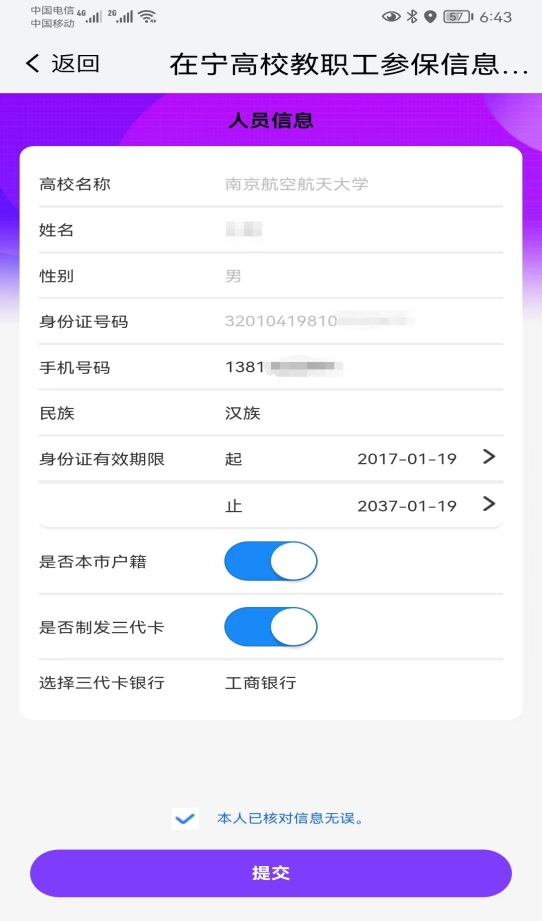 中国电信 4G 2G
中国移动
57 6:43
返回 在宁高校教职工参保信息...
人员信息
高校名称 南京航空航天大学
姓名
性别 男
身份证号码 32010419810
手机号码 1381
民族 汉族
身份证有效期限 起 2017-01-19
止 2037-01-19
是否本市户籍
是否制发三代卡
选择三代卡银行 工商银行
本人已核对信息无误。
提交